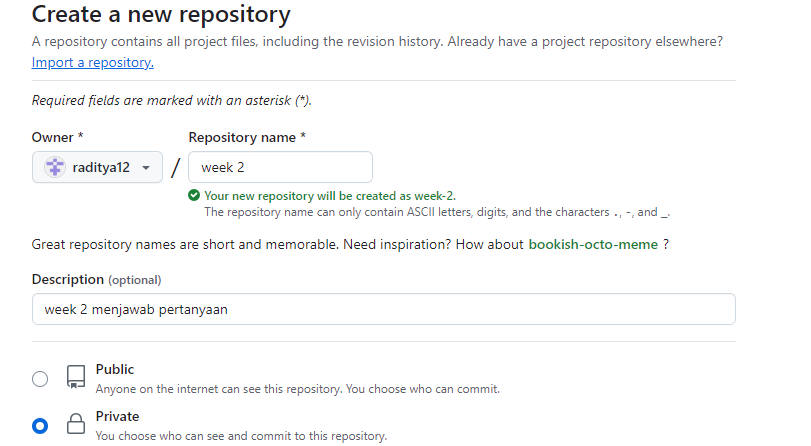 Create a new repository
A repository contains all project files, including the revision history. Already have a project repository elsewhere?
Import a repository.
Required fields are marked with an asterisk (*).
Owner * Repository name *
raditya12 / week 2
Your new repository will be created as week-2.
The repository name can only contain ASCII letters, digits, and the characters ., -, and _.
Great repository names are short and memorable. Need inspiration? How about bookish-octo-meme ?
Description (optional)
week 2 menjawab pertanyaan
Public
Anyone on the internet can see this repository. You choose who can commit.
Private
You choose who can see and commit to this repository.